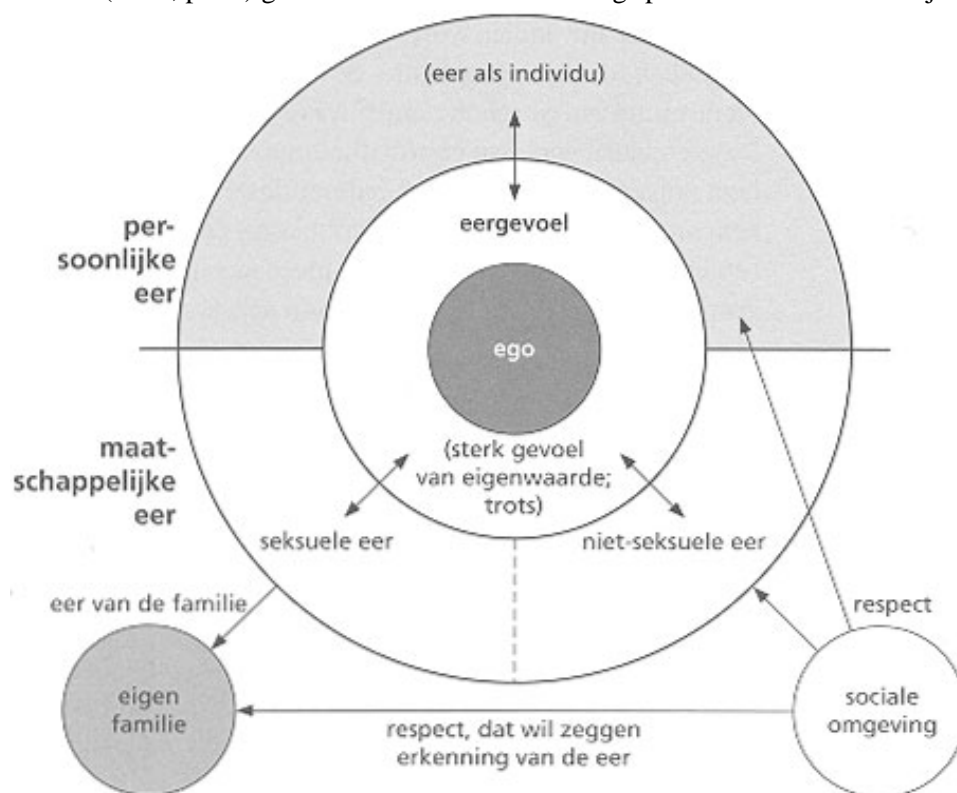 (eer als individu)
eergevoel
per-
soonlijke
eer
ego
maat-
schappelijke
eer
(sterk gevoel
van eigenwaarde;
trots)
seksuele eer
niet-seksuele eer
eer van de familie
respect
eigen
familie
sociale
omgeving
respect, dat wil zeggen
erkenning van de eer